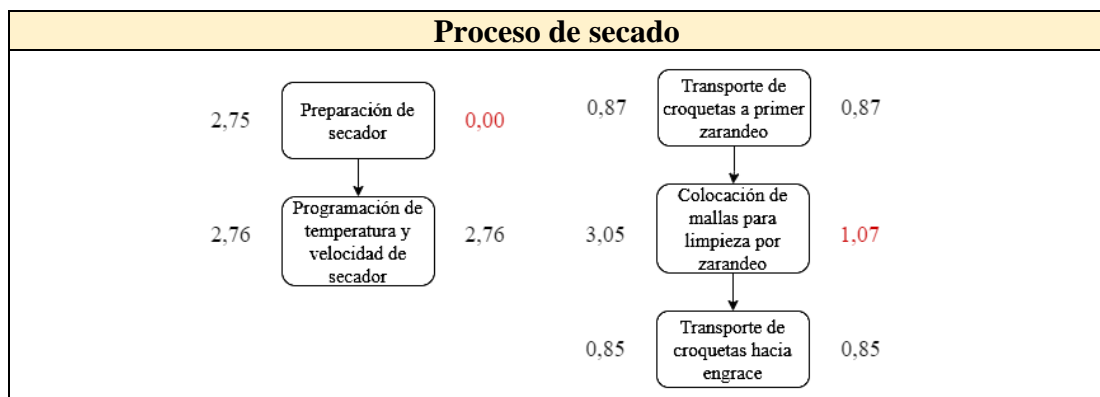 Proceso de secado
2,75
Preparación de
secador
0,00
2,76
Programación de
temperatura y
velocidad de
secador
2,76
0,87
Transporte de
croquetas a primer
zarandeo
0,87
3,05
Colocación de
mallas para
limpieza por
zarandeo
1,07
0,85
Transporte de
croquetas hacia
engrace
0,85